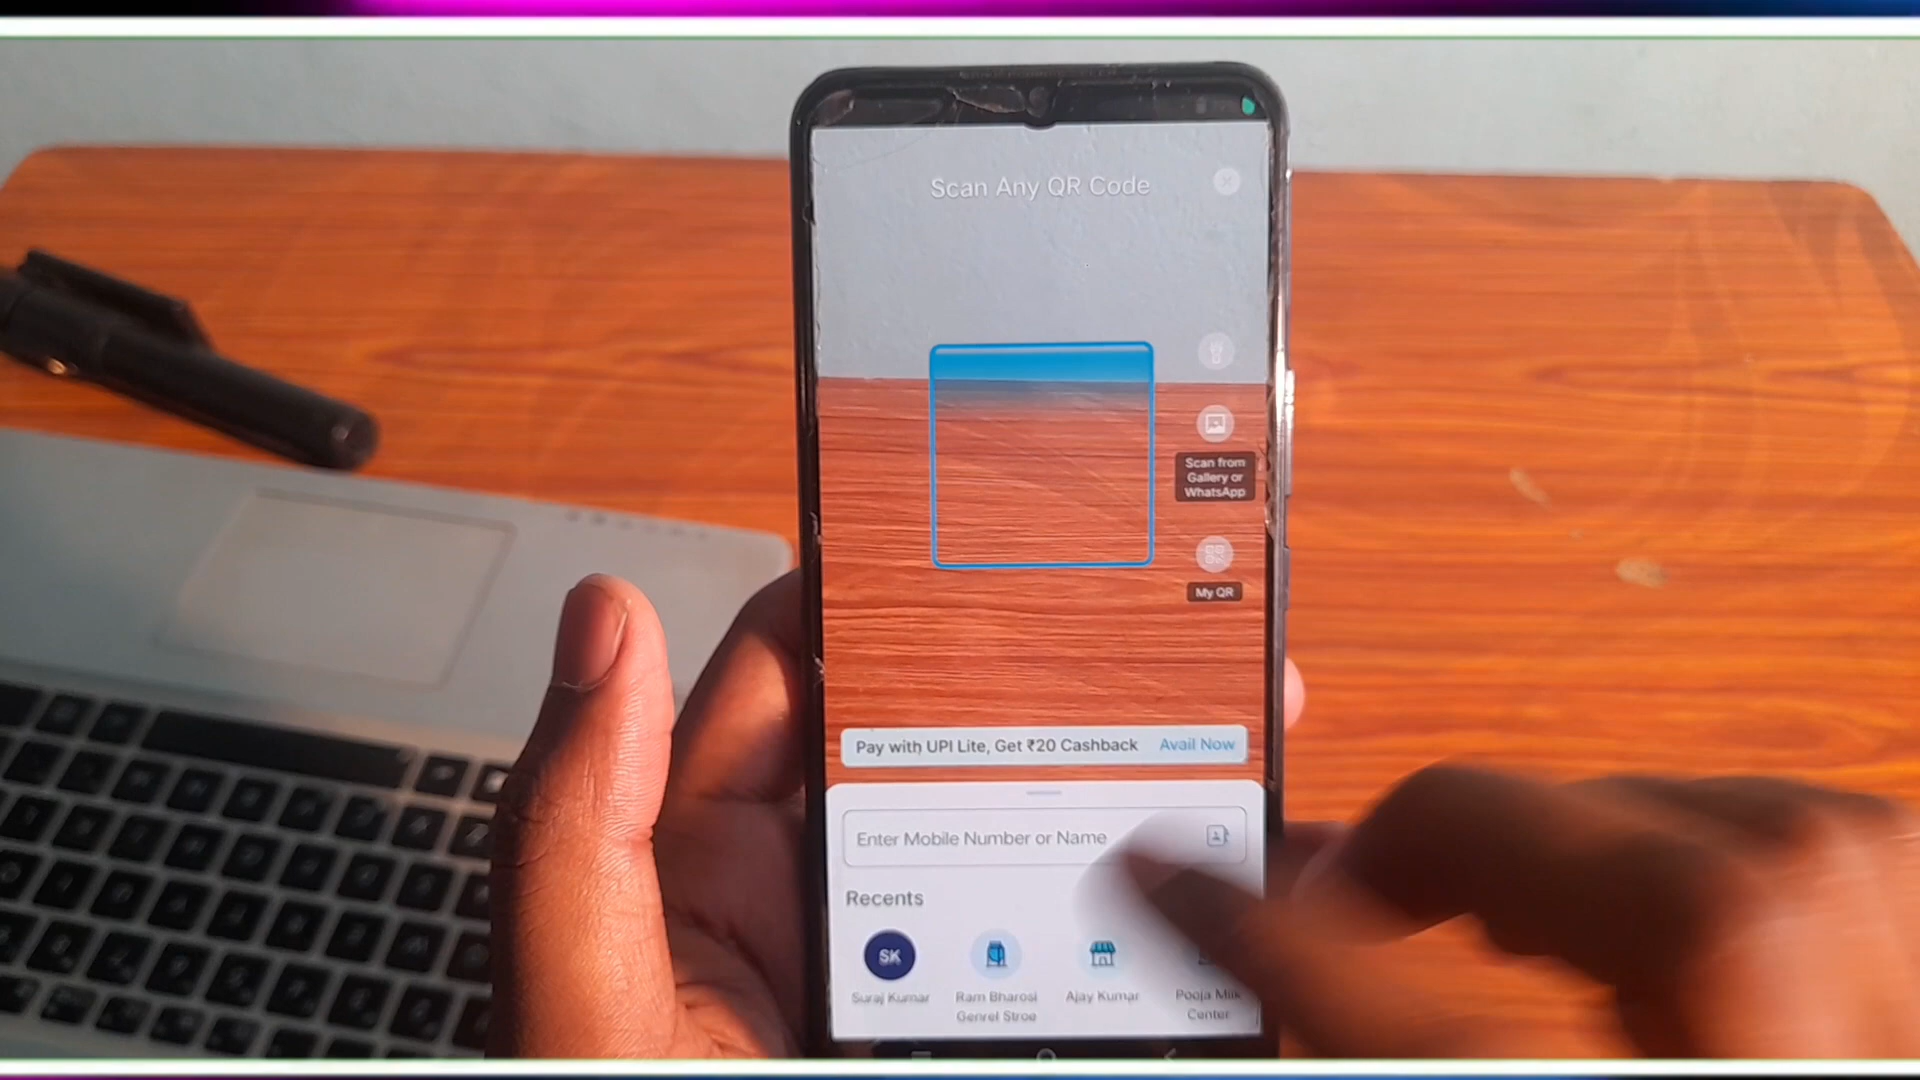 Scan Any QR Code
Scan from
Gallery or
WhatsApp
My QR
Pay with UPI Lite, Get ₹20 Cashback Avail Now
Enter Mobile Number or Name
Recents
SK
Suraj Kumar
Ram Bharosi
Genrel Stroe
Ajay Kumar
Pooja Milk
Center